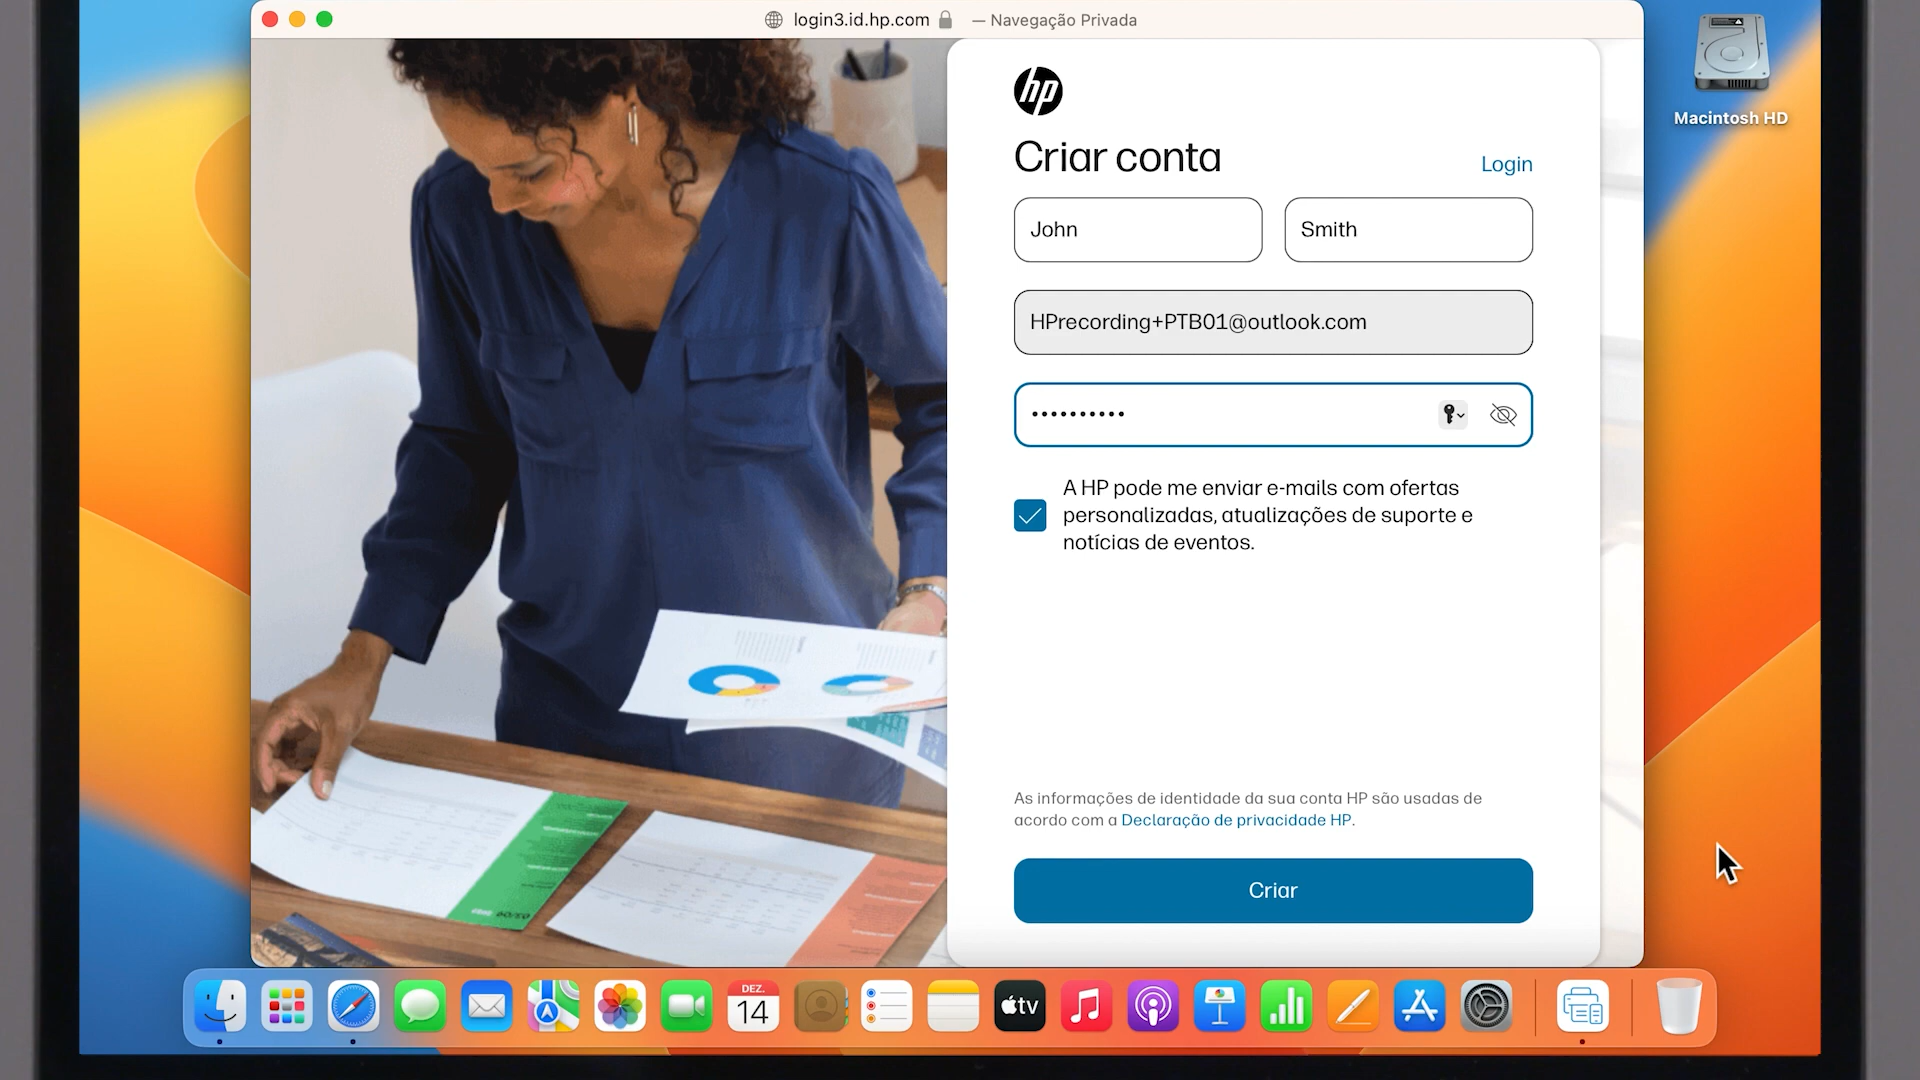 login3.id.hp.com — Navegação Privada
Macintosh HD
hp
Criar conta
Login
John
Smith
HPrecording+PTB01@outlook.com
••••••••••
A HP pode me enviar e-mails com ofertas
personalizadas, atualizações de suporte e
notícias de eventos.
As informações de identidade da sua conta HP são usadas de
acordo com a Declaração de privacidade HP.
Criar
DEZ.
14
tv